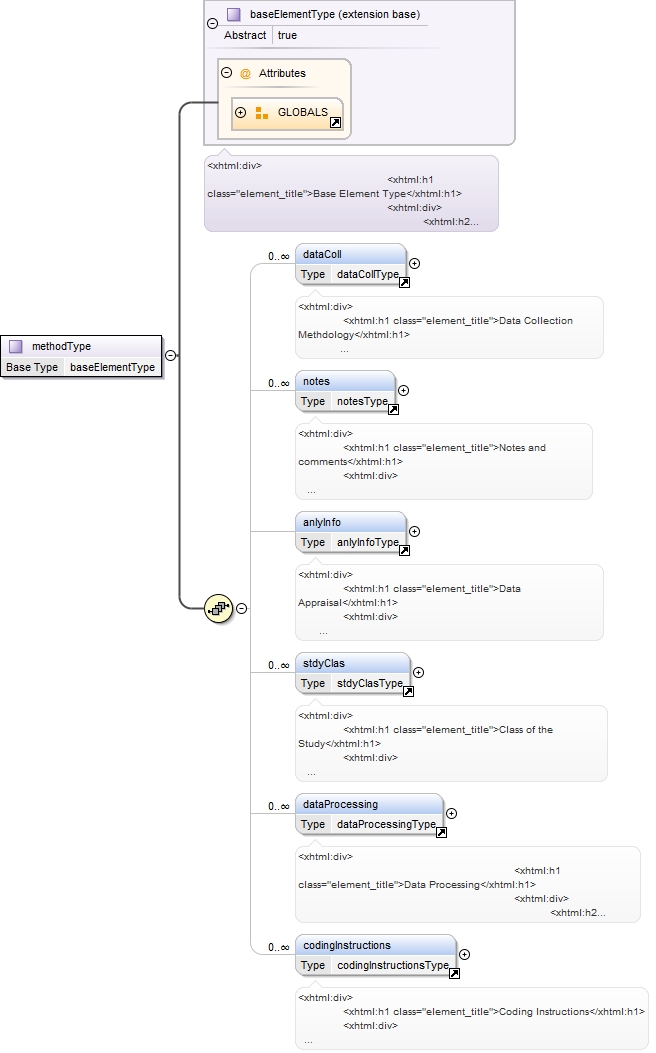 baseElementType (extension base)
Abstract true
@ Attributes
GLOBALS
<xhtml:div>
<xhtml:h1
class="element_title">Base Element Type</xhtml:h1>
<xhtml:div>
<xhtml:h2...
0..∞
dataColl
Type dataCollType
<xhtml:div>
<xhtml:h1 class="element_title">Data Collection
Methdology</xhtml:h1>
...
methodType
Base Type baseElementType
0..∞
notes
Type notesType
<xhtml:div>
<xhtml:h1 class="element_title">Notes and
comments</xhtml:h1>
<xhtml:div>
...
anlyInfo
Type anlyInfoType
<xhtml:div>
<xhtml:h1 class="element_title">Data
Appraisal</xhtml:h1>
<xhtml:div>
...
0..∞
stdyClas
Type stdyClasType
<xhtml:div>
<xhtml:h1 class="element_title">Class of the
Study</xhtml:h1>
<xhtml:div>
...
0..∞
dataProcessing
Type dataProcessingType
<xhtml:div>
<xhtml:h1
class="element_title">Data Processing</xhtml:h1>
<xhtml:div>
<xhtml:h2...
0..∞
codingInstructions
Type codingInstructionsType
<xhtml:div>
<xhtml:h1 class="element_title">Coding Instructions</xhtml:h1>
<xhtml:div>
...